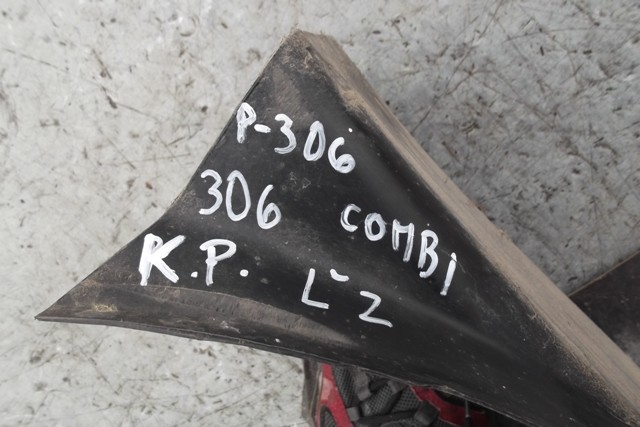 P-306
306 COMBI
K.P. L-Z